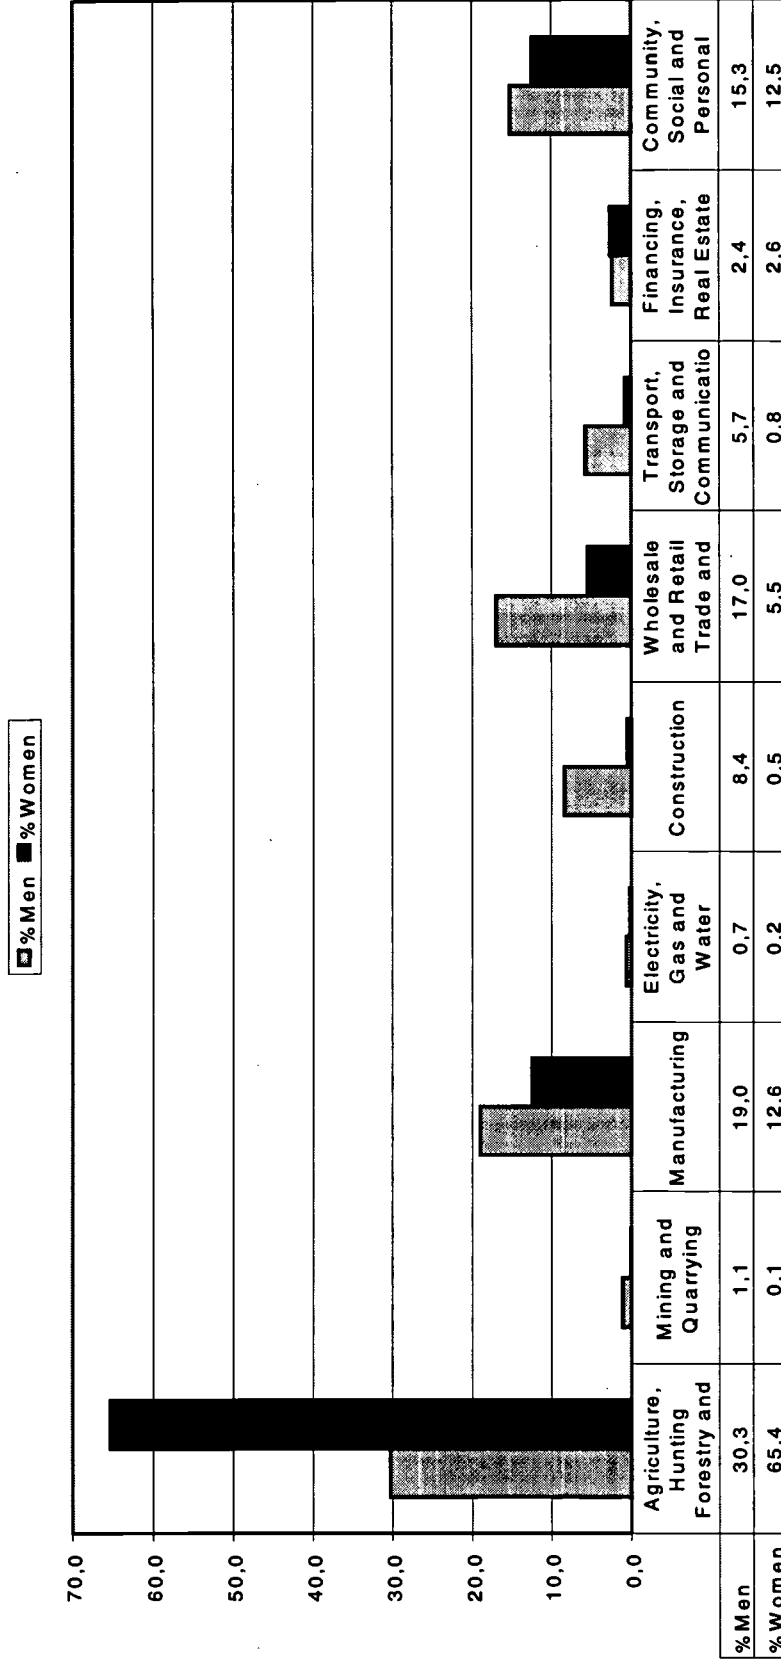 %Men %Women
70,0
60,0
50,0
40,0
30,0
20,0
10,0
0,0
Agriculture,
Hunting
Forestry and
Mining and
Quarrying
Manufacturing
Electricity,
Gas and
Water
Construction
Wholesale
and Retail
Trade and
Transport,
Storage and
Communicatio
Financing,
Insurance,
Real Estate
Community,
Social and
Personal
%Men 30,3 1,1 19,0 0,7 8,4 17,0 5,7 2,4 15,3
%Women 65,4 0,1 12,6 0,2 0,5 5,5 0,8 2,6 12,5